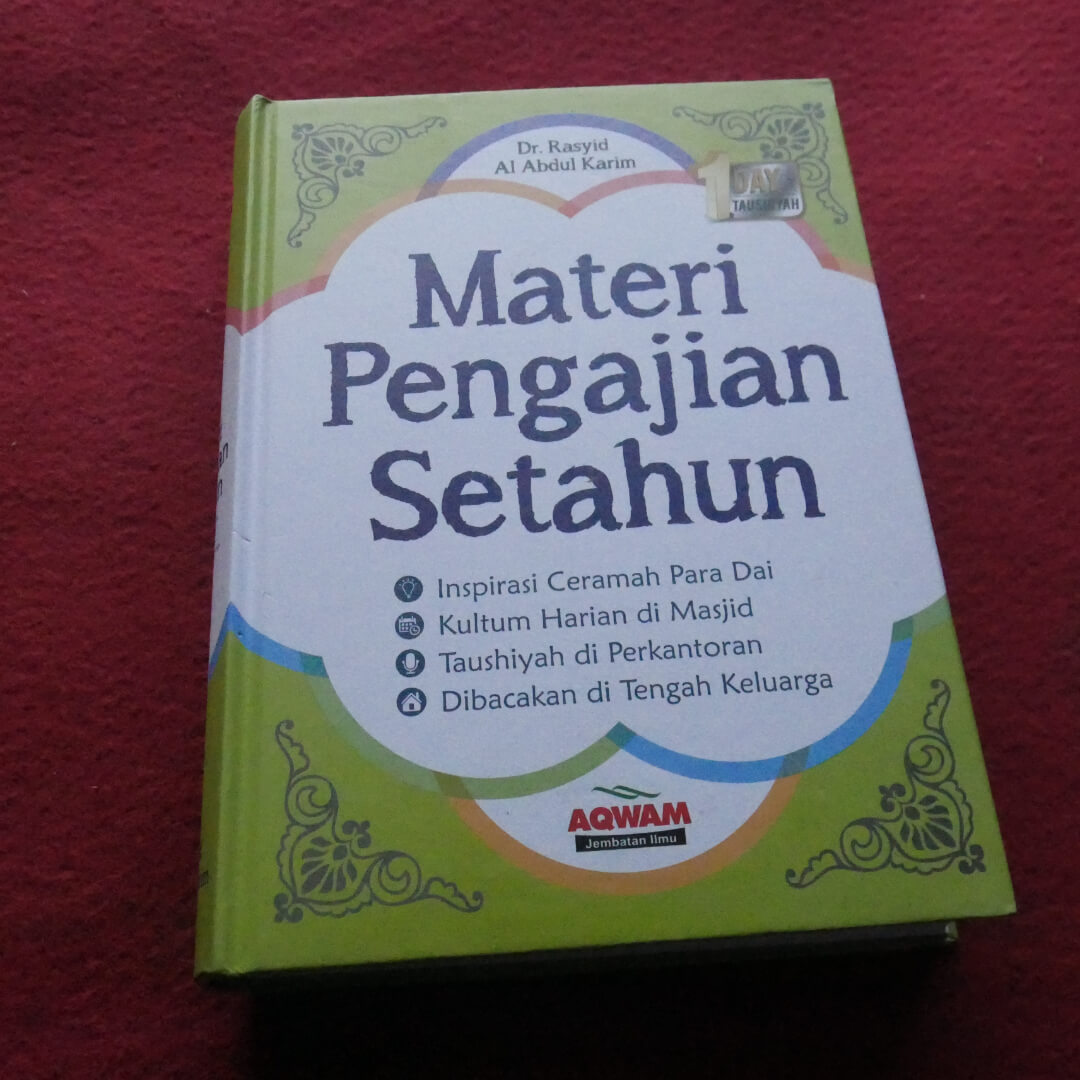 Dr. Rasyid
Al Abdul Karim
1 DAY
TAUSHIYAH
Materi
Pengajian
Setahun
Inspirasi Ceramah Para Dai
Kultum Harian di Masjid
Taushiyah di Perkantoran
Dibacakan di Tengah Keluarga
AQWAM
Jembatan Ilmu